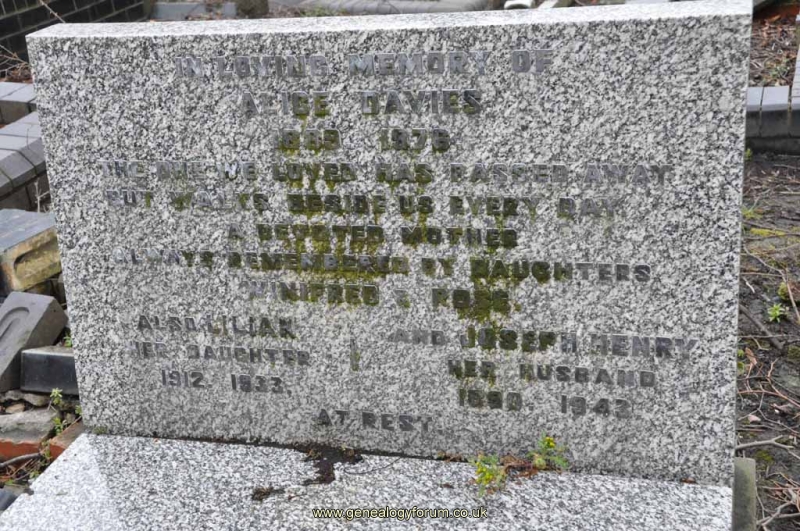 IN LOVING MEMORY OF
ALICE DAVIES
1889 1976
THE ONE WE LOVED HAS PASSED AWAY
BUT WALKS BESIDE US EVERY DAY
A DEVOTED MOTHER
ALWAYS REMEMBERED BY DAUGHTERS
WINIFRED & ROSE
ALSO LILIAN
HER DAUGHTER
1912. 1933.
AND JOSEPH HENRY
HER HUSBAND
1943
AT REST
www.genealogyforum.co.uk